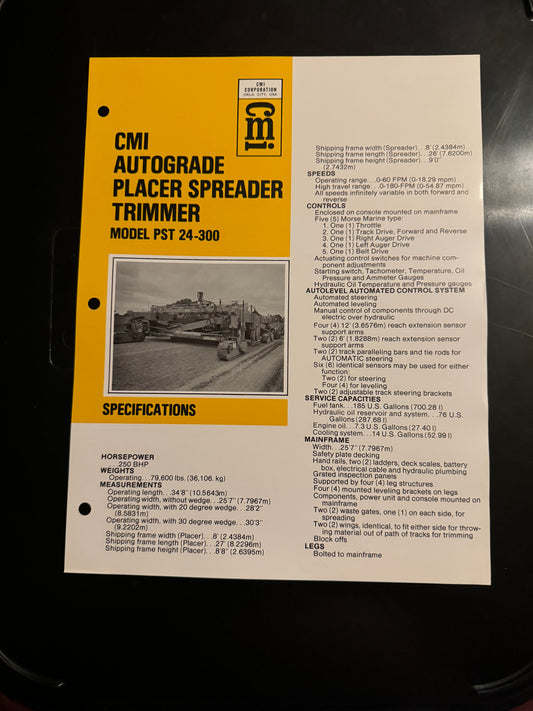 CMI
CORPORATION
OKLA. CITY, USA
cmi
CMI
AUTOGRADE
PLACER SPREADER
TRIMMER
MODEL PST 24-300
SPECIFICATIONS
HORSEPOWER
250 BHP
WEIGHTS
Operating. . .79,600 lbs. (36,106. kg)
MEASUREMENTS
Operating length. . .34'8" (10.5643m)
Operating width, without wedge. . .25'7" (7.7967m)
Operating width, with 20 degree wedge. . .28'2"
(8.5831m)
Operating width, with 30 degree wedge. . .30'3"
(9.2202m)
Shipping frame width (Placer). . .8' (2.4384m)
Shipping frame length (Placer). . .27' (8.2296m)
Shipping frame height (Placer). . .8'8" (2.6395m)
Shipping frame width (Spreader). . .8' (2.4384m)
Shipping frame length (Spreader). . .26' (7.6200m)
Shipping frame height (Spreader). . .9'0"
(2.7432m)
SPEEDS
Operating range. . .0-60 FPM (0-18.29 mpm)
High travel range. . .0-180-FPM (0-54.87 mpm)
All speeds infinitely variable in both forward and
reverse
CONTROLS
Enclosed on console mounted on mainframe
Five (5) Morse Marine type:
1. One (1) Throttle
2. One (1) Track Drive, Forward and Reverse
3. One (1) Right Auger Drive
4. One (1) Left Auger Drive
5. One (1) Belt Drive
Actuating control switches for machine com-
ponent adjustments
Starting switch, Tachometer, Temperature, Oil
Pressure and Ammeter Gauges
Hydraulic Oil Temperature and Pressure gauges
AUTOLEVEL AUTOMATED CONTROL SYSTEM
Automated steering
Automated leveling
Manual control of components through DC
electric over hydraulic
Four (4) 12' (3.6576m) reach extension sensor
support arms
Two (2) 6' (1.8288m) reach extension sensor
support arms
Two (2) track paralleling bars and tie rods for
AUTOMATIC steering
Six (6) identical sensors may be used for either
function:
Two (2) for steering
Four (4) for leveling
Two (2) adjustable track steering brackets
SERVICE CAPACITIES
Fuel tank. . .185 U.S. Gallons (700.28 l)
Hydraulic oil reservoir and system. . .76 U.S.
Gallons (287.68 l)
Engine oil. . .7.3 U.S. Gallons (27.40 l)
Cooling system. . .14 U.S. Gallons (52.99 l)
MAINFRAME
Width. . .25'7" (7.7967m)
Safety plate decking
Hand rails, two (2) ladders, deck scales, battery
box, electrical cable and hydraulic plumbing
Grated inspection panels
Supported by four (4) leg structures
Four (4) mounted leveling brackets on legs
Components, power unit and console mounted on
mainframe
Two (2) waste gates, one (1) on each side, for
spreading
Two (2) wings, identical, to fit either side for throw-
ing material out of path of tracks for trimming
Block offs
LEGS
Bolted to mainframe